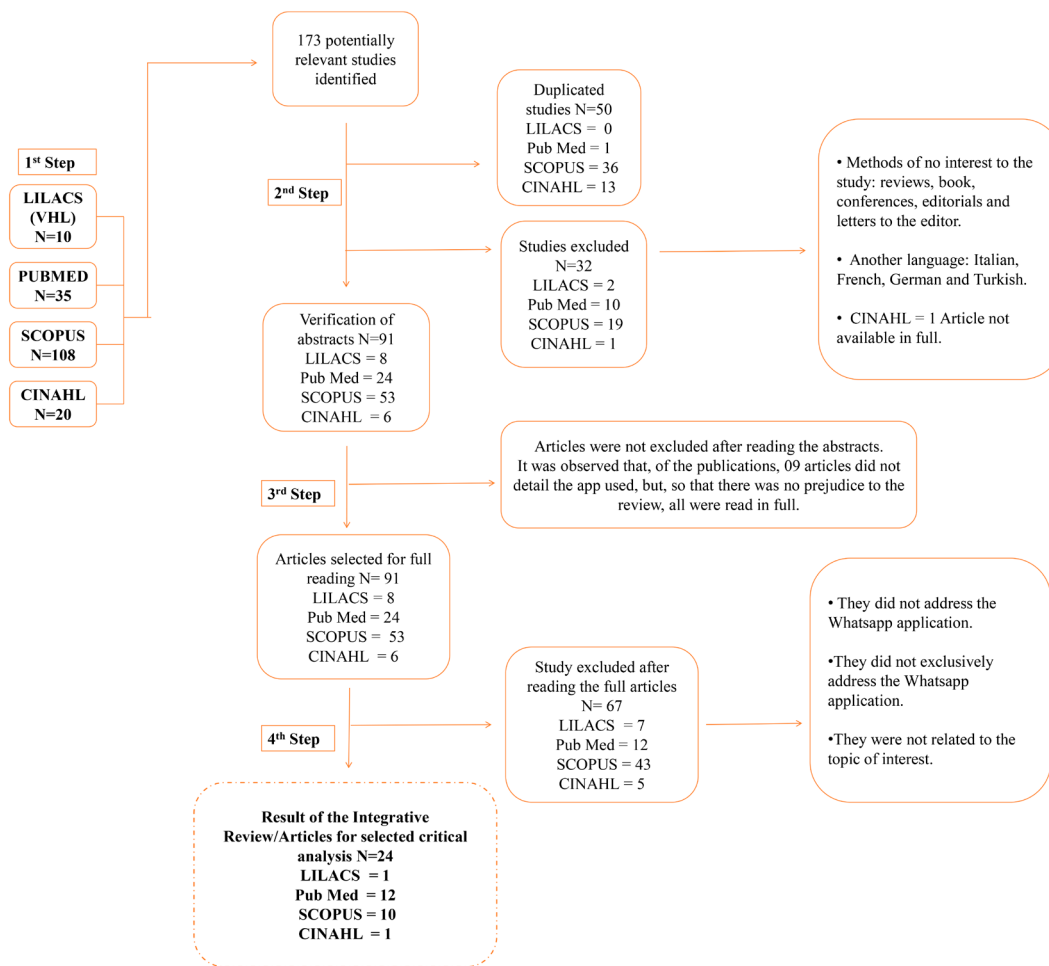 173 potentially
relevant studies
identified
1st Step
LILACS
(VHL)
N=10
PUBMED
N=35
SCOPUS
N=108
CINAHL
N=20
2nd Step
Duplicated
studies N=50
LILACS = 0
Pub Med = 1
SCOPUS = 36
CINAHL = 13
Studies excluded
N=32
LILACS = 2
Pub Med = 10
SCOPUS = 19
CINAHL = 1
• Methods of no interest to the
study: reviews, book,
conferences, editorials and
letters to the editor.
• Another language: Italian,
French, German and Turkish.
• CINAHL = 1 Article not
available in full.
Verification of
abstracts N=91
LILACS = 8
Pub Med = 24
SCOPUS = 53
CINAHL = 6
3rd Step
Articles were not excluded after reading the abstracts.
It was observed that, of the publications, 09 articles did not
detail the app used, but, so that there was no prejudice to the
review, all were read in full.
Articles selected for full
reading N= 91
LILACS = 8
Pub Med = 24
SCOPUS = 53
CINAHL = 6
4th Step
Study excluded after
reading the full articles
N= 67
LILACS = 7
Pub Med = 12
SCOPUS = 43
CINAHL = 5
• They did not address the
Whatsapp application.
•They did not exclusively
address the Whatsapp
application.
•They were not related to the
topic of interest.
Result of the Integrative
Review/Articles for selected critical
analysis N=24
LILACS = 1
Pub Med = 12
SCOPUS = 10
CINAHL = 1